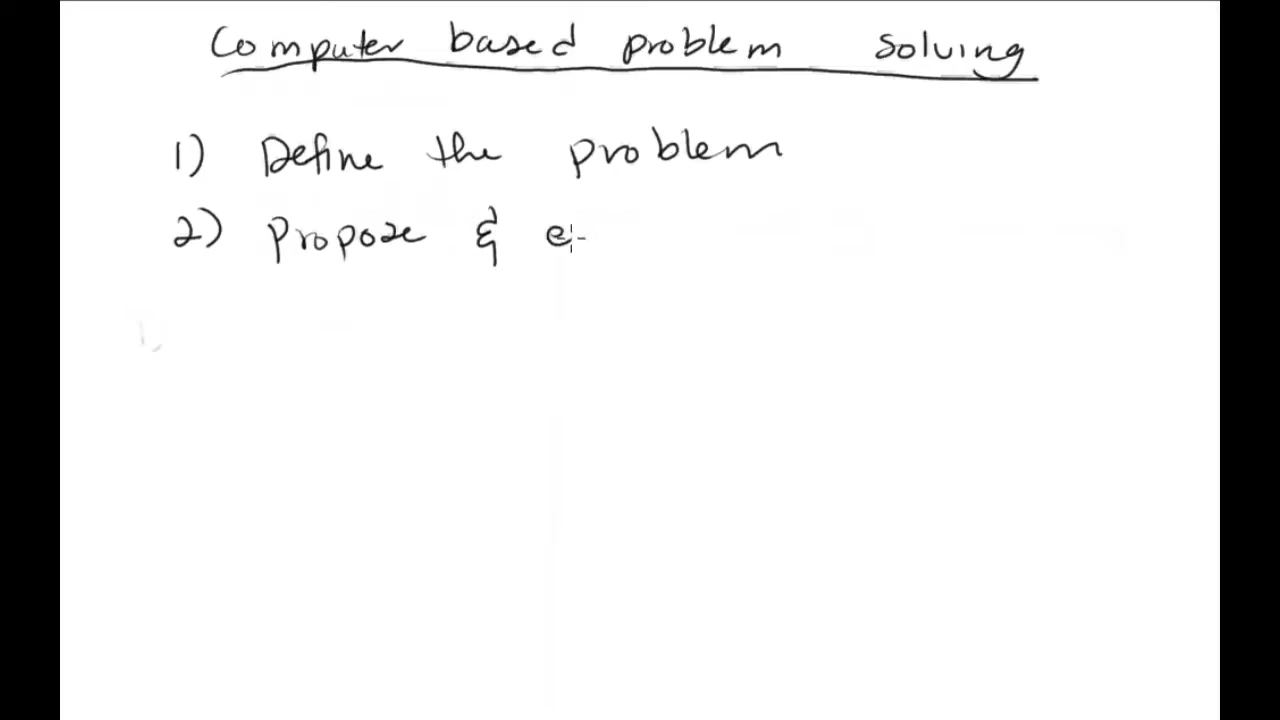 Computer based problem solving
1) Define the problem
2) Propose & e